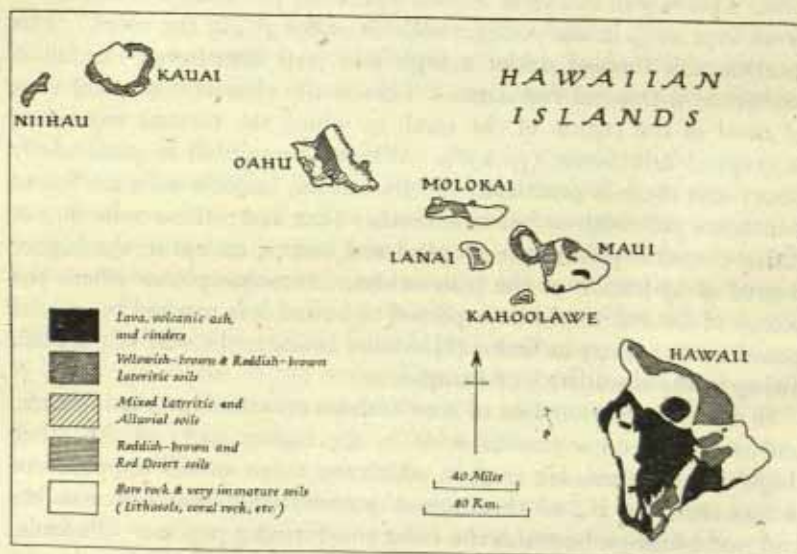 HAWAIIAN
ISLANDS
KAUAI
NIIHAU
OAHU
MOLOKAI
LANAI
MAUI
KAHOOLAWE
HAWAII
Lava, volcanic ash,
and cinders
Yellowish-brown & Reddish-brown
Lateritic soils
Mixed Lateritic and
Alluvial soils
Reddish-brown and
Red Desert soils
Bare rock & very immature soils
(Lithosols, coral rock, etc.)
40 Miles
80 Km.